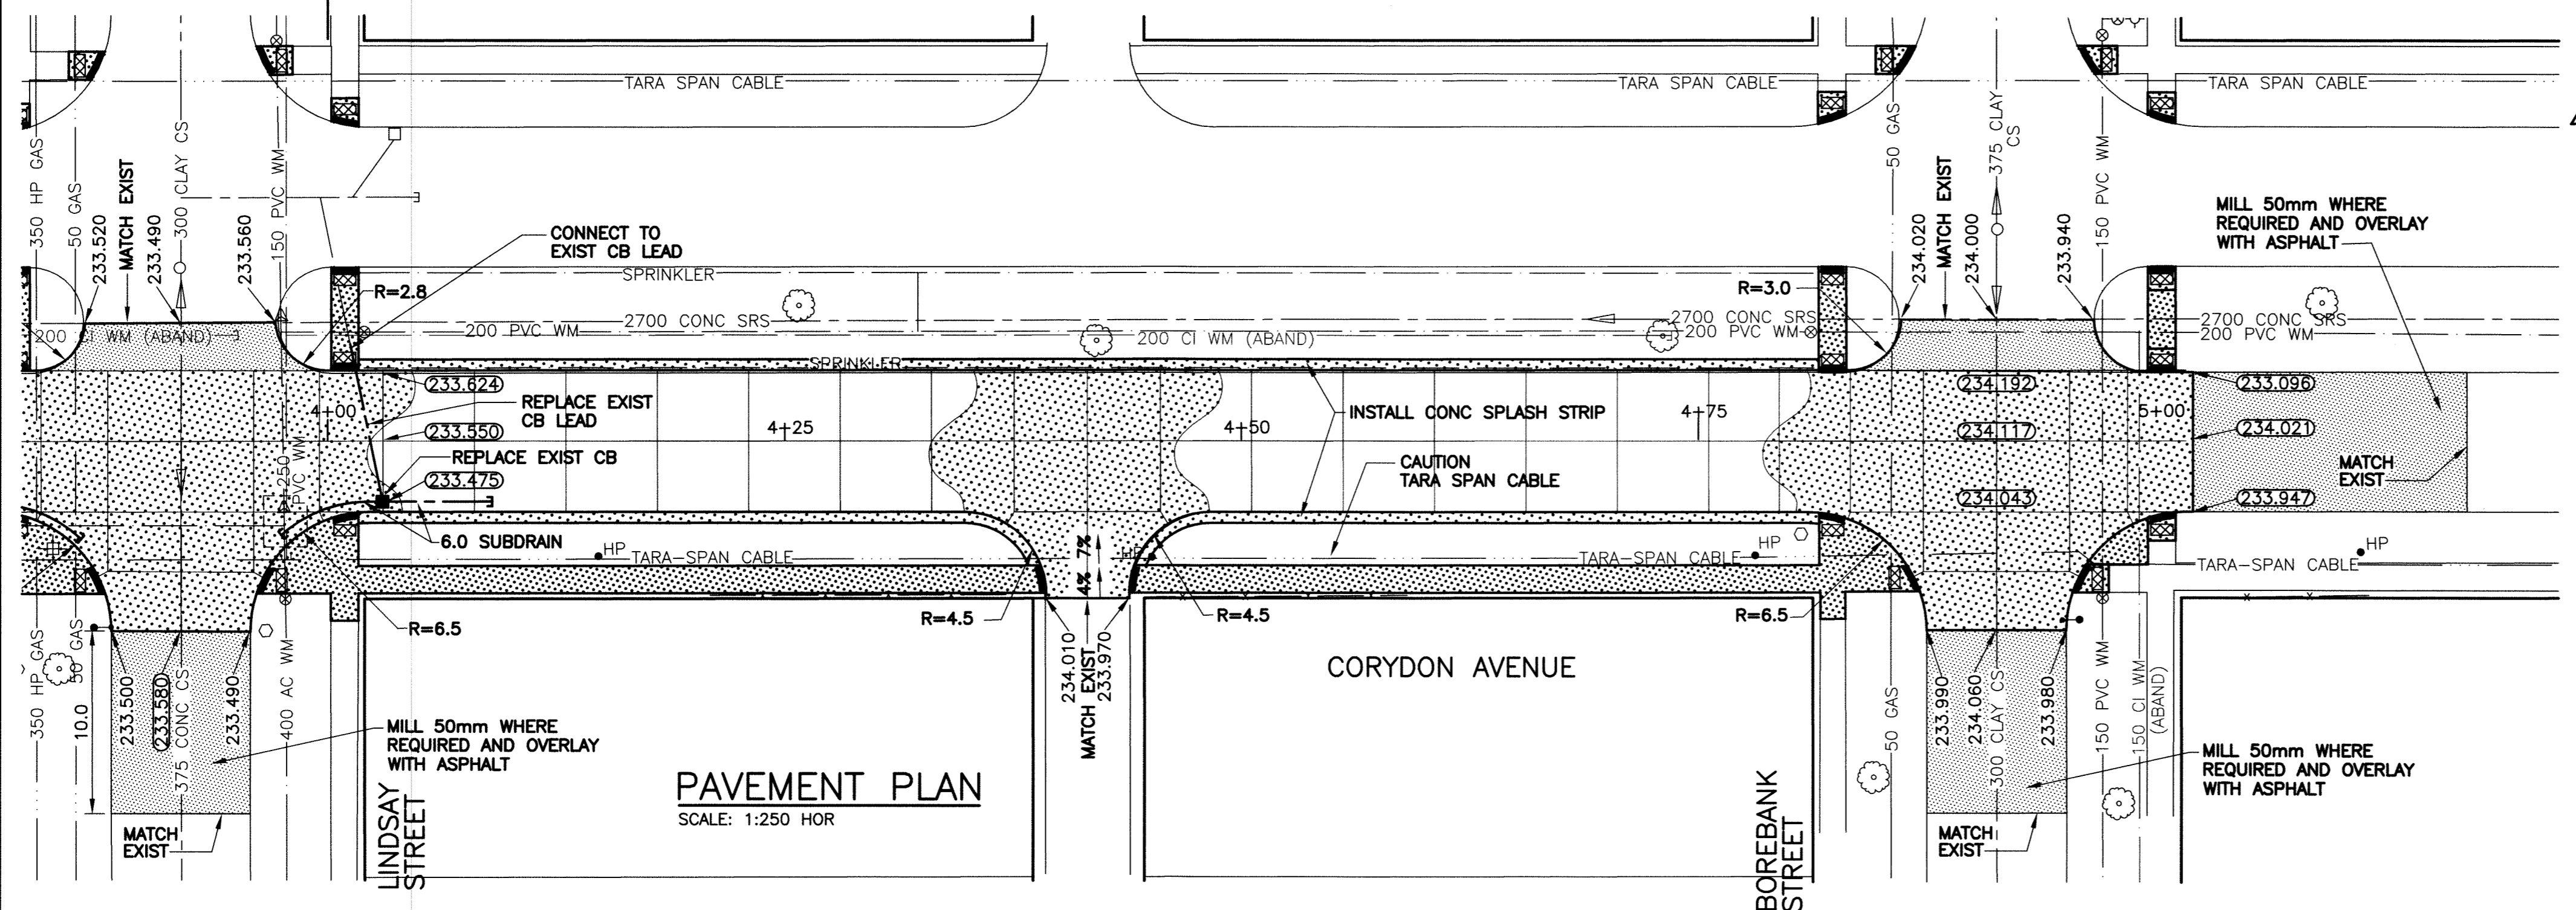 TARA SPAN CABLE
TARA SPAN CABLE
TARA SPAN CABLE
350 HP GAS
50 GAS
233.520
MATCH EXIST
233.490
300 CLAY CS
233.560
150 PVC WM
CONNECT TO
EXIST CB LEAD
SPRINKLER
R=2.8
200 CI WM (ABAND)
200 PVC WM
2700 CONC SRS
200 CI WM (ABAND)
SPRINKLER
50 GAS
234.020
MATCH EXIST
234.000
375 CLAY
CS
233.940
150 PVC WM
R=3.0
2700 CONC SRS
200 PVC WM
MILL 50mm WHERE
REQUIRED AND OVERLAY
WITH ASPHALT
2700 CONC SRS
200 PVC WM
233.624
4+00
REPLACE EXIST
CB LEAD
233.550
REPLACE EXIST CB
233.475
250
PVC WM
4+25
4+50
INSTALL CONC SPLASH STRIP
4+75
CAUTION
TARA SPAN CABLE
234.192
234.117
234.043
5+00
233.096
234.021
233.947
MATCH
EXIST
6.0 SUBDRAIN
HP
TARA-SPAN CABLE
4% 7%
HP
TARA-SPAN CABLE
HP
HP
TARA-SPAN CABLE
R=6.5
R=4.5
R=4.5
R=6.5
350 HP GAS
50 GAS
10.0
233.500
233.580
375 CONC CS
233.490
400 AC WM
MILL 50mm WHERE
REQUIRED AND OVERLAY
WITH ASPHALT
MATCH
EXIST
LINDSAY
STREET
PAVEMENT PLAN
SCALE: 1:250 HOR
234.010
MATCH EXIST
233.970
CORYDON AVENUE
BOREBANK
STREET
50 GAS
233.990
234.060
300 CLAY CS
233.980
150 PVC WM
150 CI WM
(ABAND)
MILL 50mm WHERE
REQUIRED AND OVERLAY
WITH ASPHALT
MATCH
EXIST